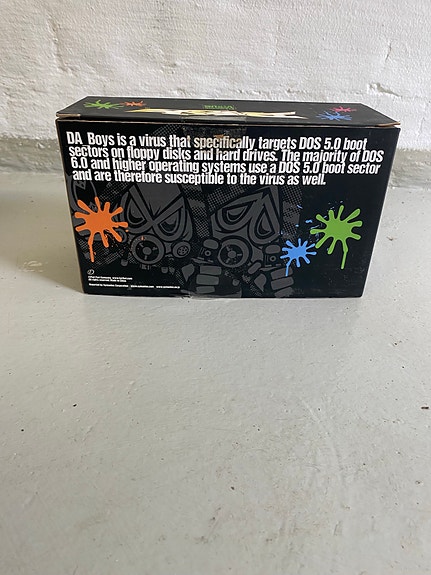 DA_Boys is a virus that specifically targets DOS 5.0 boot
sectors on floppy disks and hard drives. The majority of DOS
6.0 and higher operating systems use a DOS 5.0 boot sector
and are therefore susceptible to the virus as well.